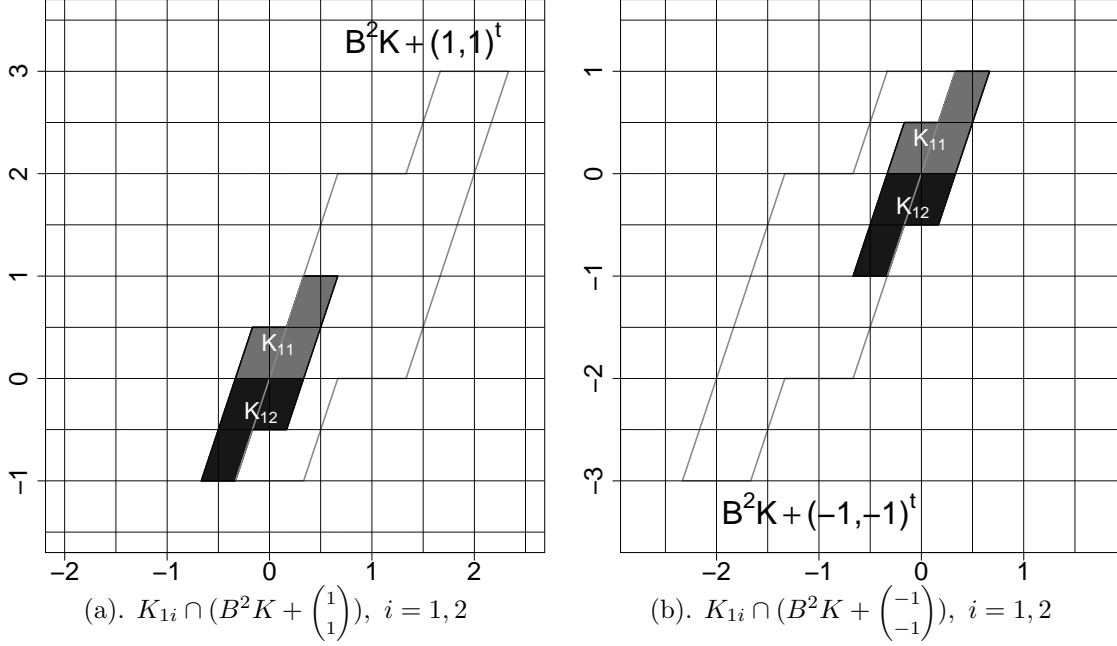 B²K + (1,1)ᵗ
3
2
1
0
−1
K₁₁
K₁₂
−2 −1 0 1 2
(a). K₁ᵢ ∩ (B²K + (1 1)), i = 1, 2
1
0
−1
−2
−3
K₁₁
K₁₂
B²K + (−1,−1)ᵗ
−2 −1 0 1
(b). K₁ᵢ ∩ (B²K + (−1 −1)), i = 1, 2